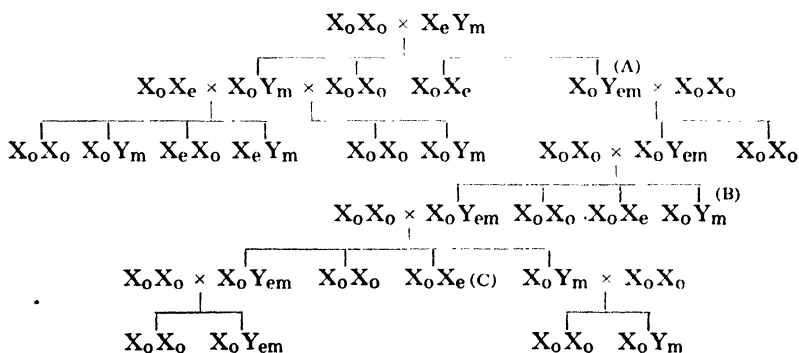 XₒXₒ × XₑYₘ
(A)
XₒXₑ × XₒYₘ × XₒXₒ XₒXₑ XₒYₑₘ × XₒXₒ
XₒXₒ XₒYₘ XₑXₒ XₑYₘ XₒXₒ XₒYₘ XₒXₒ × XₒYₑₘ XₒXₒ
(B)
XₒXₒ × XₒYₑₘ XₒXₒ XₒXₑ XₒYₘ
XₒXₒ × XₒYₑₘ XₒXₒ XₒXₑ (C) XₒYₘ × XₒXₒ
XₒXₒ XₒYₑₘ XₒXₒ XₒYₘ